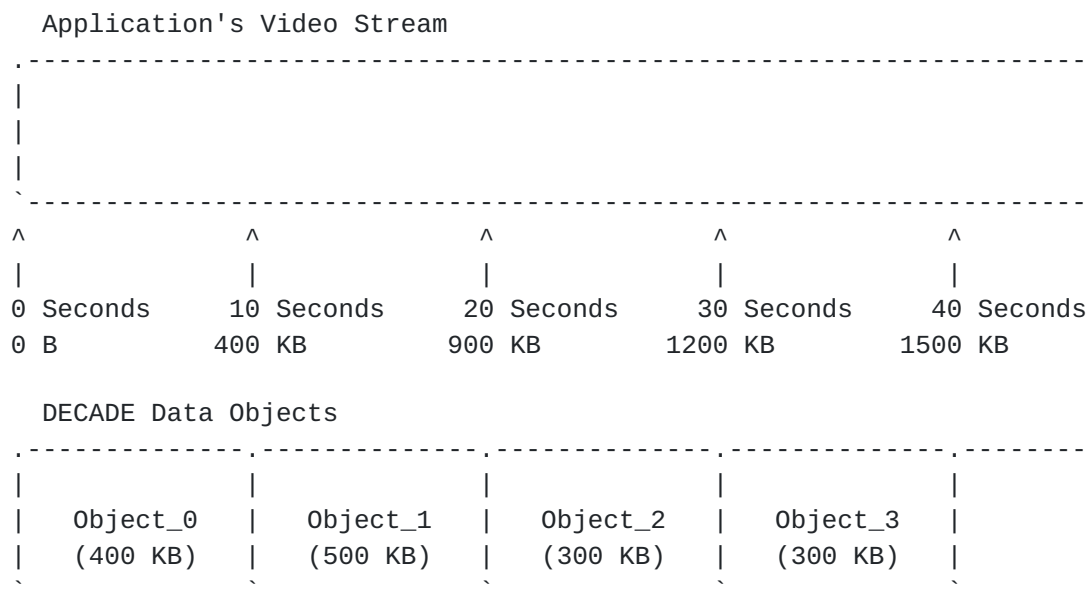 Application's Video Stream
.--------------------------------------------------------------------
|
|
|
`--------------------------------------------------------------------
^              ^              ^              ^              ^
|              |              |              |              |
0 Seconds     10 Seconds     20 Seconds     30 Seconds     40 Seconds
0 B          400 KB         900 KB        1200 KB        1500 KB
DECADE Data Objects
.--------------.--------------.--------------.--------------.--------
|              |              |              |              |
|   Object_0   |   Object_1   |   Object_2   |   Object_3   |
|   (400 KB)   |   (500 KB)   |   (300 KB)   |   (300 KB)   |
`              `              `              `              `